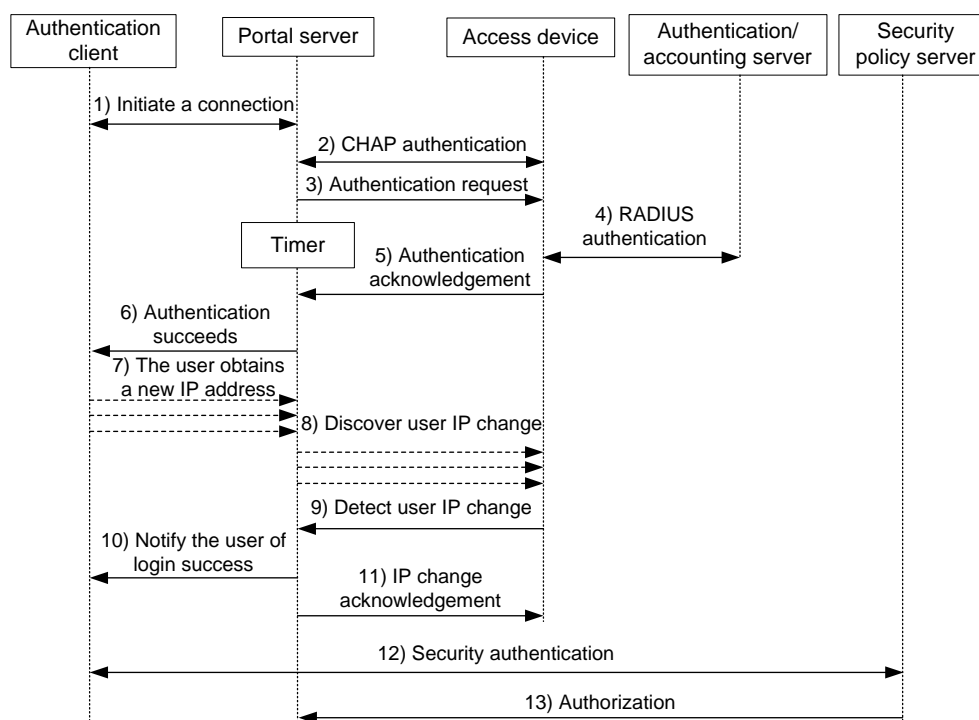 Authentication
client
Portal server
Access device
Authentication/
accounting server
Security
policy server
1) Initiate a connection
2) CHAP authentication
3) Authentication request
4) RADIUS
authentication
Timer
5) Authentication
acknowledgement
6) Authentication
succeeds
7) The user obtains
a new IP address
8) Discover user IP change
9) Detect user IP change
10) Notify the user of
login success
11) IP change
acknowledgement
12) Security authentication
13) Authorization